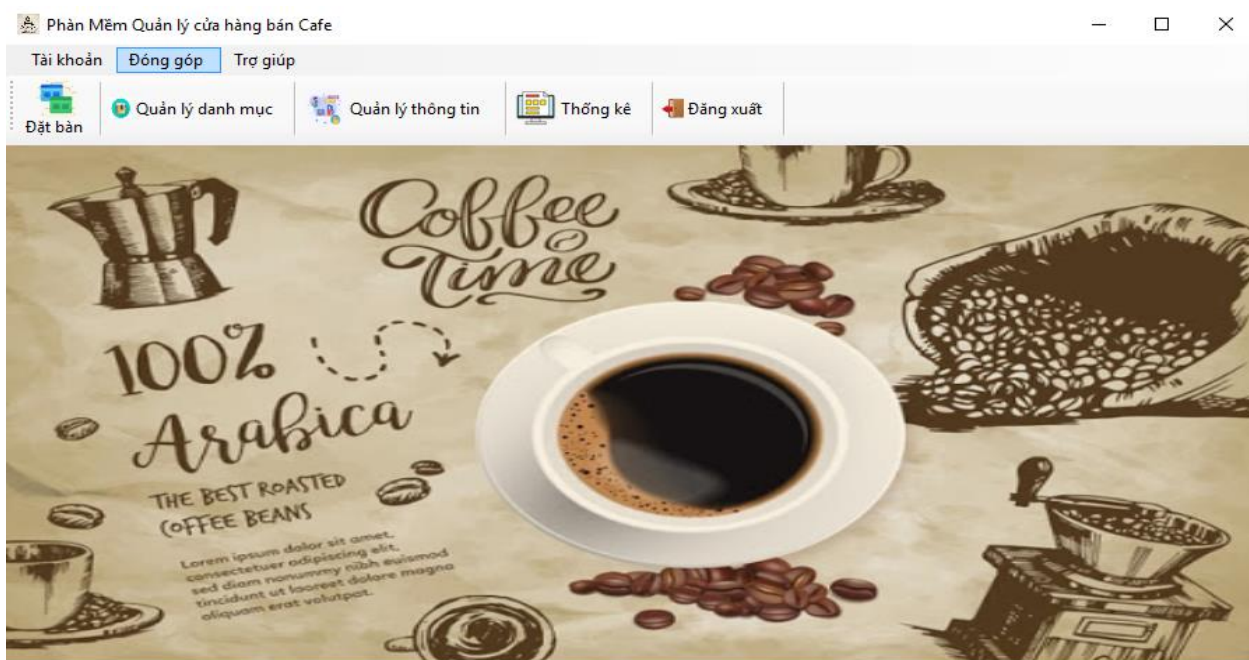 Phàn Mềm Quản lý cửa hàng bán Cafe
Tài khoản Đóng góp Trợ giúp
Đặt bàn Quản lý danh mục Quản lý thông tin Thống kê Đăng xuất
Coffee
Time
100%
Arabica
THE BEST ROASTED
COFFEE BEANS
Lorem ipsum dolor sit amet,
consectetuer adipiscing elit,
sed diam nonummy nibh euismod
tincidunt ut laoreet dolore magna
aliquam erat volutpat.